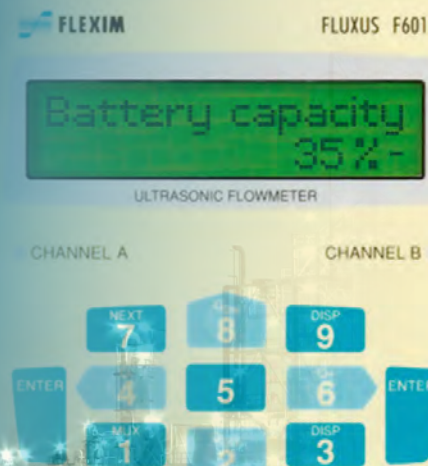 FLEXIM FLUXUS F601
Battery capacity
35%-
ULTRASONIC FLOWMETER
CHANNEL A CHANNEL B
NEXT DISP
7 8 9
ENTER 4 5 6 ENTER
MUX DISP
1 3